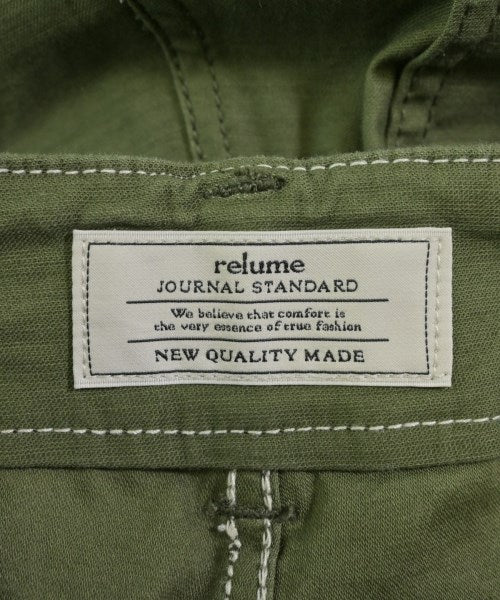 relume
JOURNAL STANDARD
We believe that comfort is
the very essence of true fashion
NEW QUALITY MADE